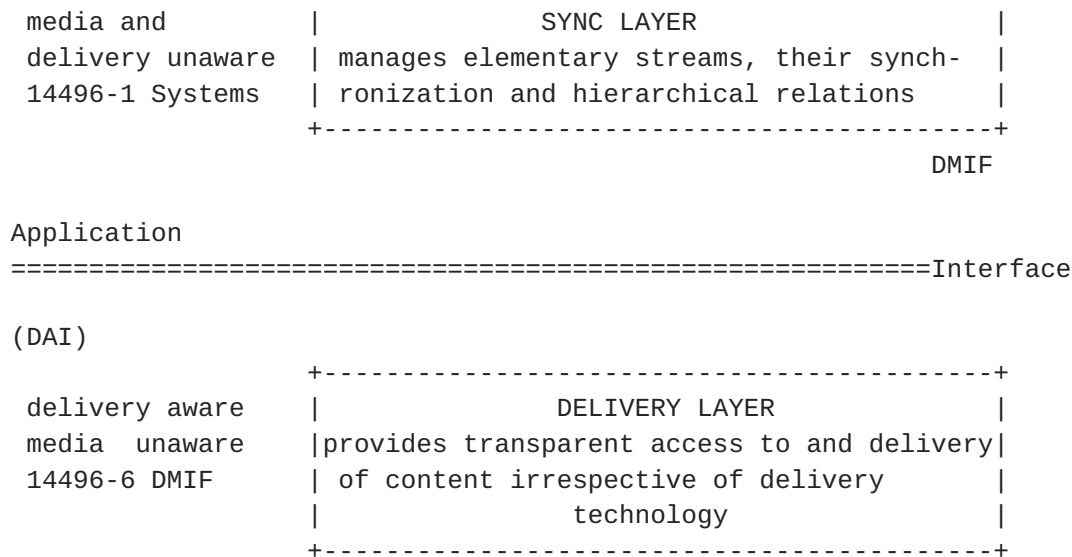 media and          |              SYNC LAYER                   |
delivery unaware  | manages elementary streams, their synch-  |
14496-1 Systems   | ronization and hierarchical relations     |
                  +-------------------------------------------+
                                                          DMIF
Application
===========================================================Interface
(DAI)
                  +-------------------------------------------+
delivery aware    |               DELIVERY LAYER              |
media  unaware    |provides transparent access to and delivery|
14496-6 DMIF      | of content irrespective of delivery       |
                  |                technology                 |
                  +-------------------------------------------+